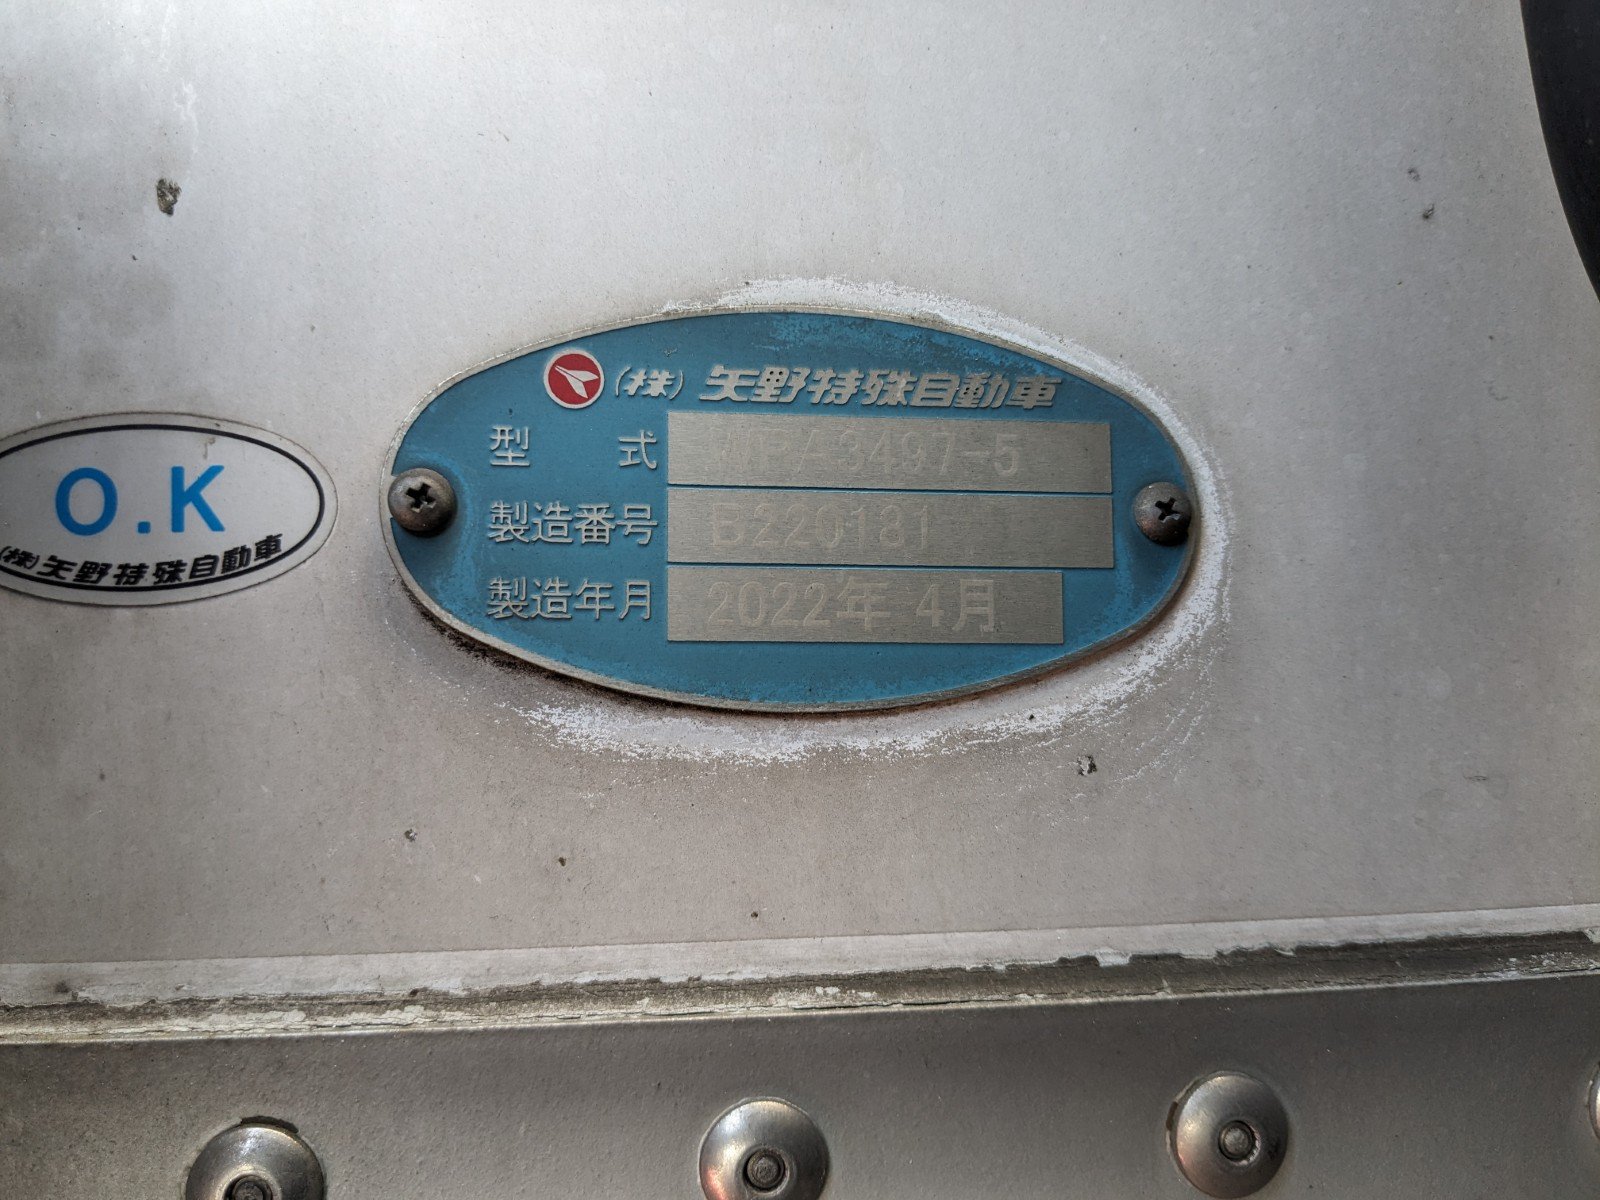 (株) 矢野特殊自動車
型 式 WPA3497-5
製造番号 B220181
製造年月 2022年 4月
O.K
(株)矢野特殊自動車